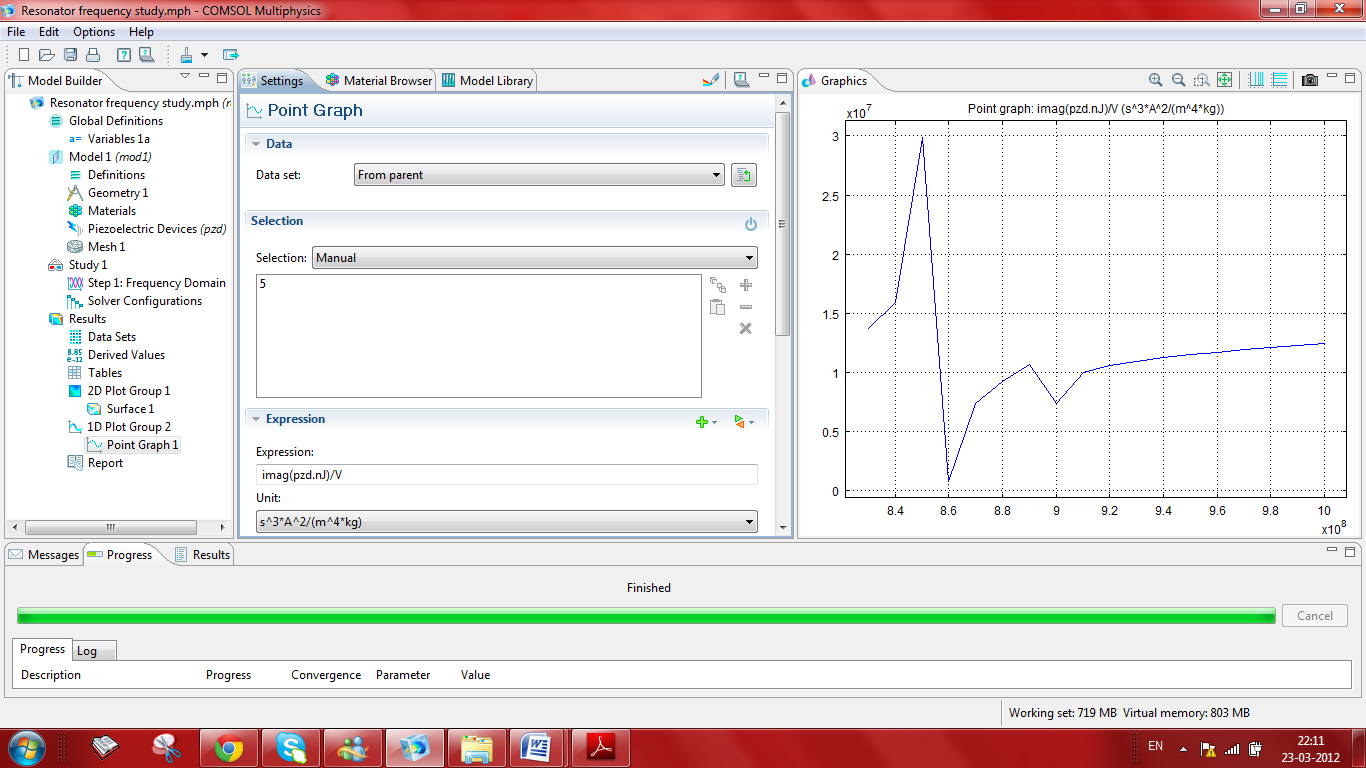 Resonator frequency study.mph - COMSOL Multiphysics
File Edit Options Help
Model Builder
Resonator frequency study.mph (r
Global Definitions
a= Variables 1a
Model 1 (mod1)
Definitions
Geometry 1
Materials
Piezoelectric Devices (pzd)
Mesh 1
Study 1
Step 1: Frequency Domain
Solver Configurations
Results
Data Sets
8.85
e-12
Derived Values
Tables
2D Plot Group 1
Surface 1
1D Plot Group 2
Point Graph 1
Report
Settings Material Browser Model Library
Point Graph
Data
Data set: From parent
Selection
Selection: Manual
5
Expression
Expression:
imag(pzd.nJ)/V
Unit:
s^3*A^2/(m^4*kg)
Graphics
x10^7 Point graph: imag(pzd.nJ)/V (s^3*A^2/(m^4*kg))
3
2.5
2
1.5
1
0.5
0
8.4 8.6 8.8 9 9.2 9.4 9.6 9.8 10
x10^8
Messages Progress Results
Finished
Cancel
Progress Log
Description Progress Convergence Parameter Value
Working set: 719 MB Virtual memory: 803 MB
EN
22:11
23-03-2012